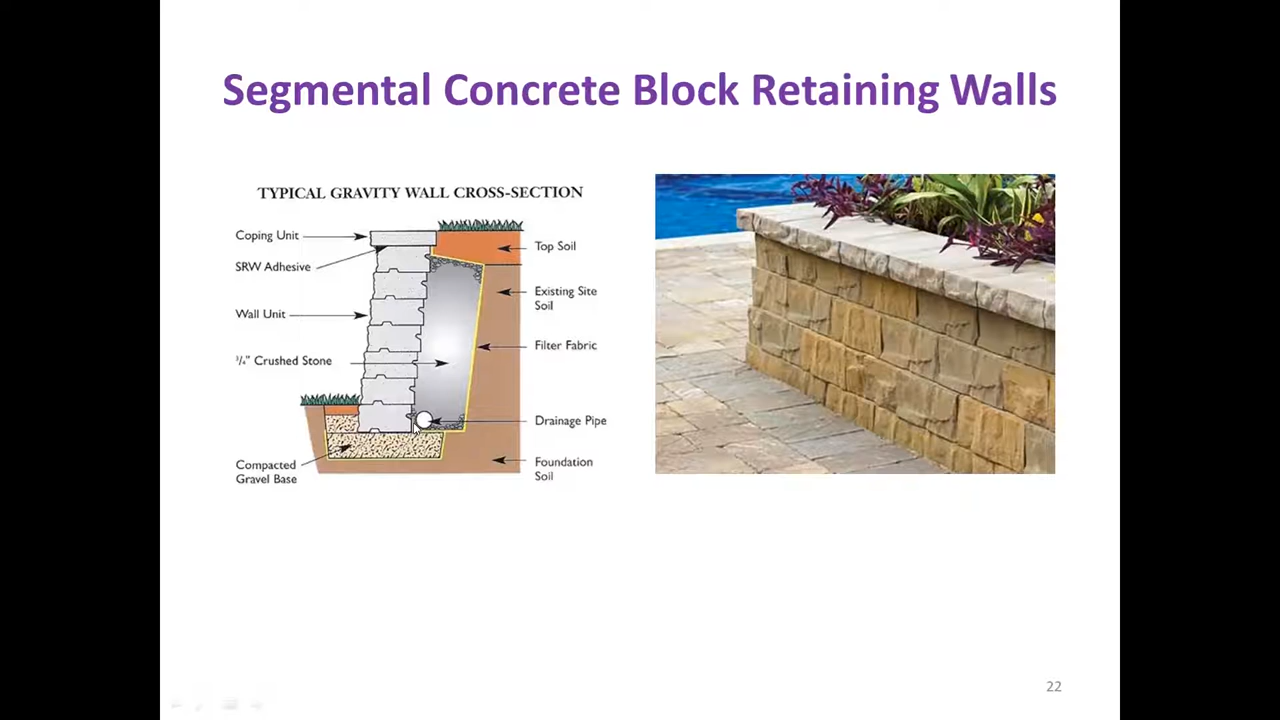 Segmental Concrete Block Retaining Walls
TYPICAL GRAVITY WALL CROSS-SECTION
Coping Unit
SRW Adhesive
Wall Unit
¾" Crushed Stone
Compacted
Gravel Base
Top Soil
Existing Site
Soil
Filter Fabric
Drainage Pipe
Foundation
Soil
22